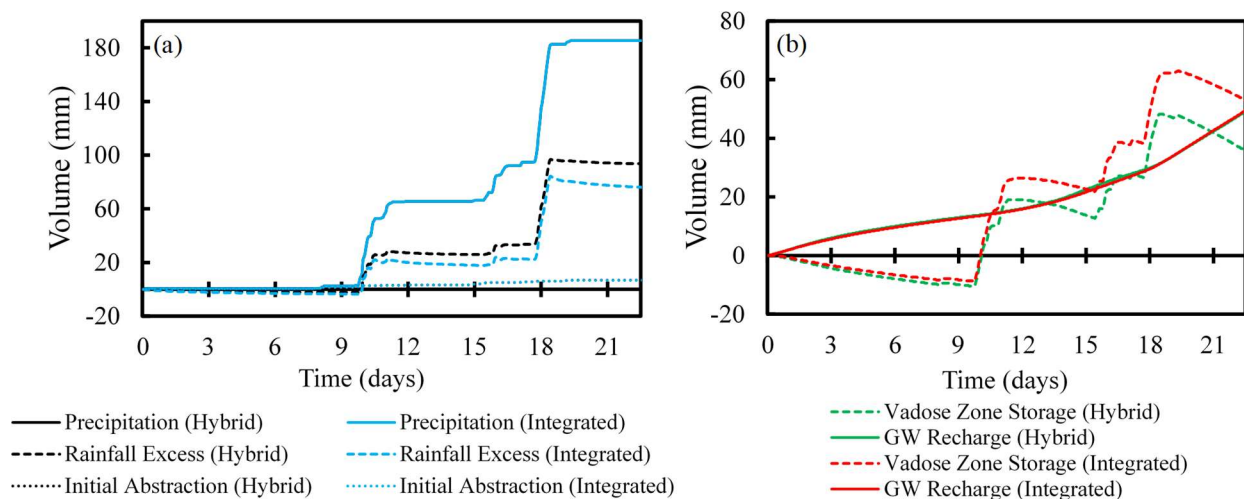 (a)
180
140
100
60
20
-20
Volume (mm)
0 3 6 9 12 15 18 21
Time (days)
Precipitation (Hybrid) Precipitation (Integrated)
Rainfall Excess (Hybrid) Rainfall Excess (Integrated)
Initial Abstraction (Hybrid) Initial Abstraction (Integrated)
(b)
80
60
40
20
0
-20
Volume (mm)
0 3 6 9 12 15 18 21
Time (days)
Vadose Zone Storage (Hybrid)
GW Recharge (Hybrid)
Vadose Zone Storage (Integrated)
GW Recharge (Integrated)